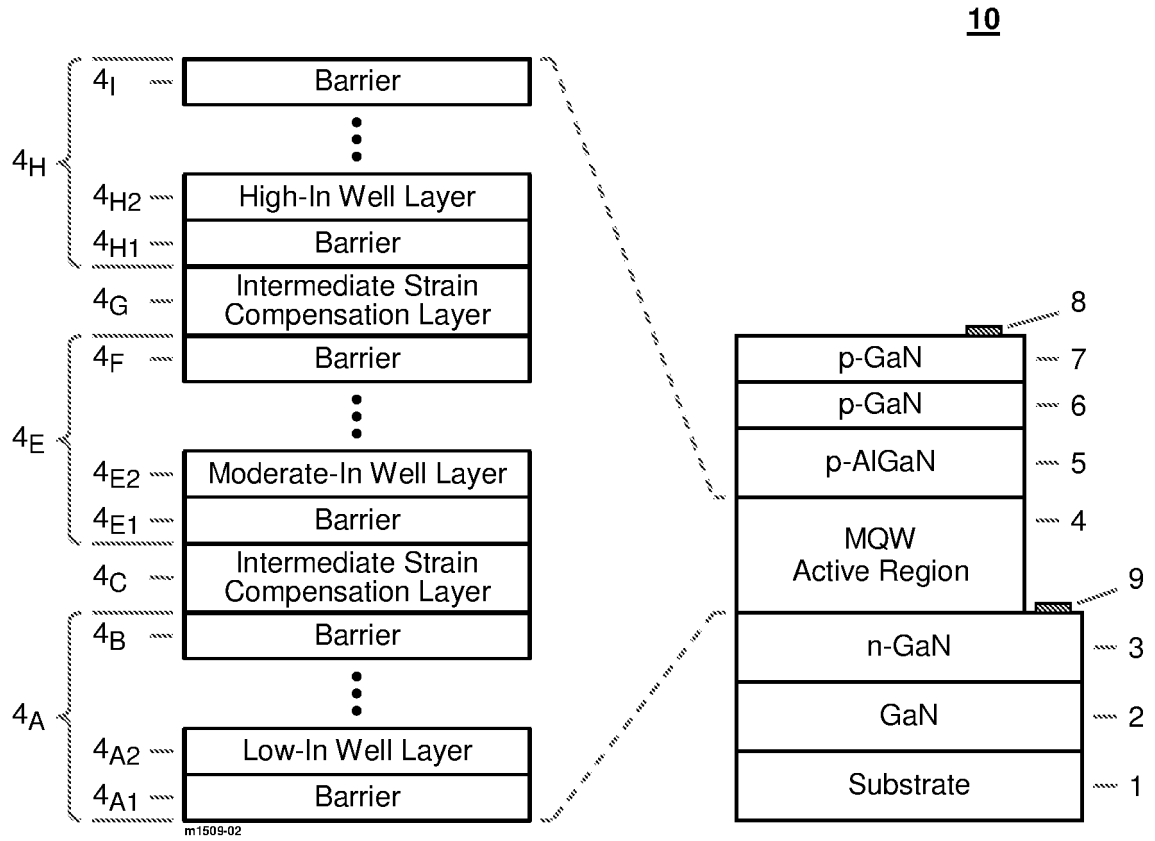 10
4I
Barrier
4H
4H2
High-In Well Layer
4H1
Barrier
4G
Intermediate Strain
Compensation Layer
4F
Barrier
4E
4E2
Moderate-In Well Layer
4E1
Barrier
4C
Intermediate Strain
Compensation Layer
4B
Barrier
4A
4A2
Low-In Well Layer
4A1
Barrier
m1509-02
8
p-GaN
7
p-GaN
6
p-AlGaN
5
MQW
Active Region
4
9
n-GaN
3
GaN
2
Substrate
1